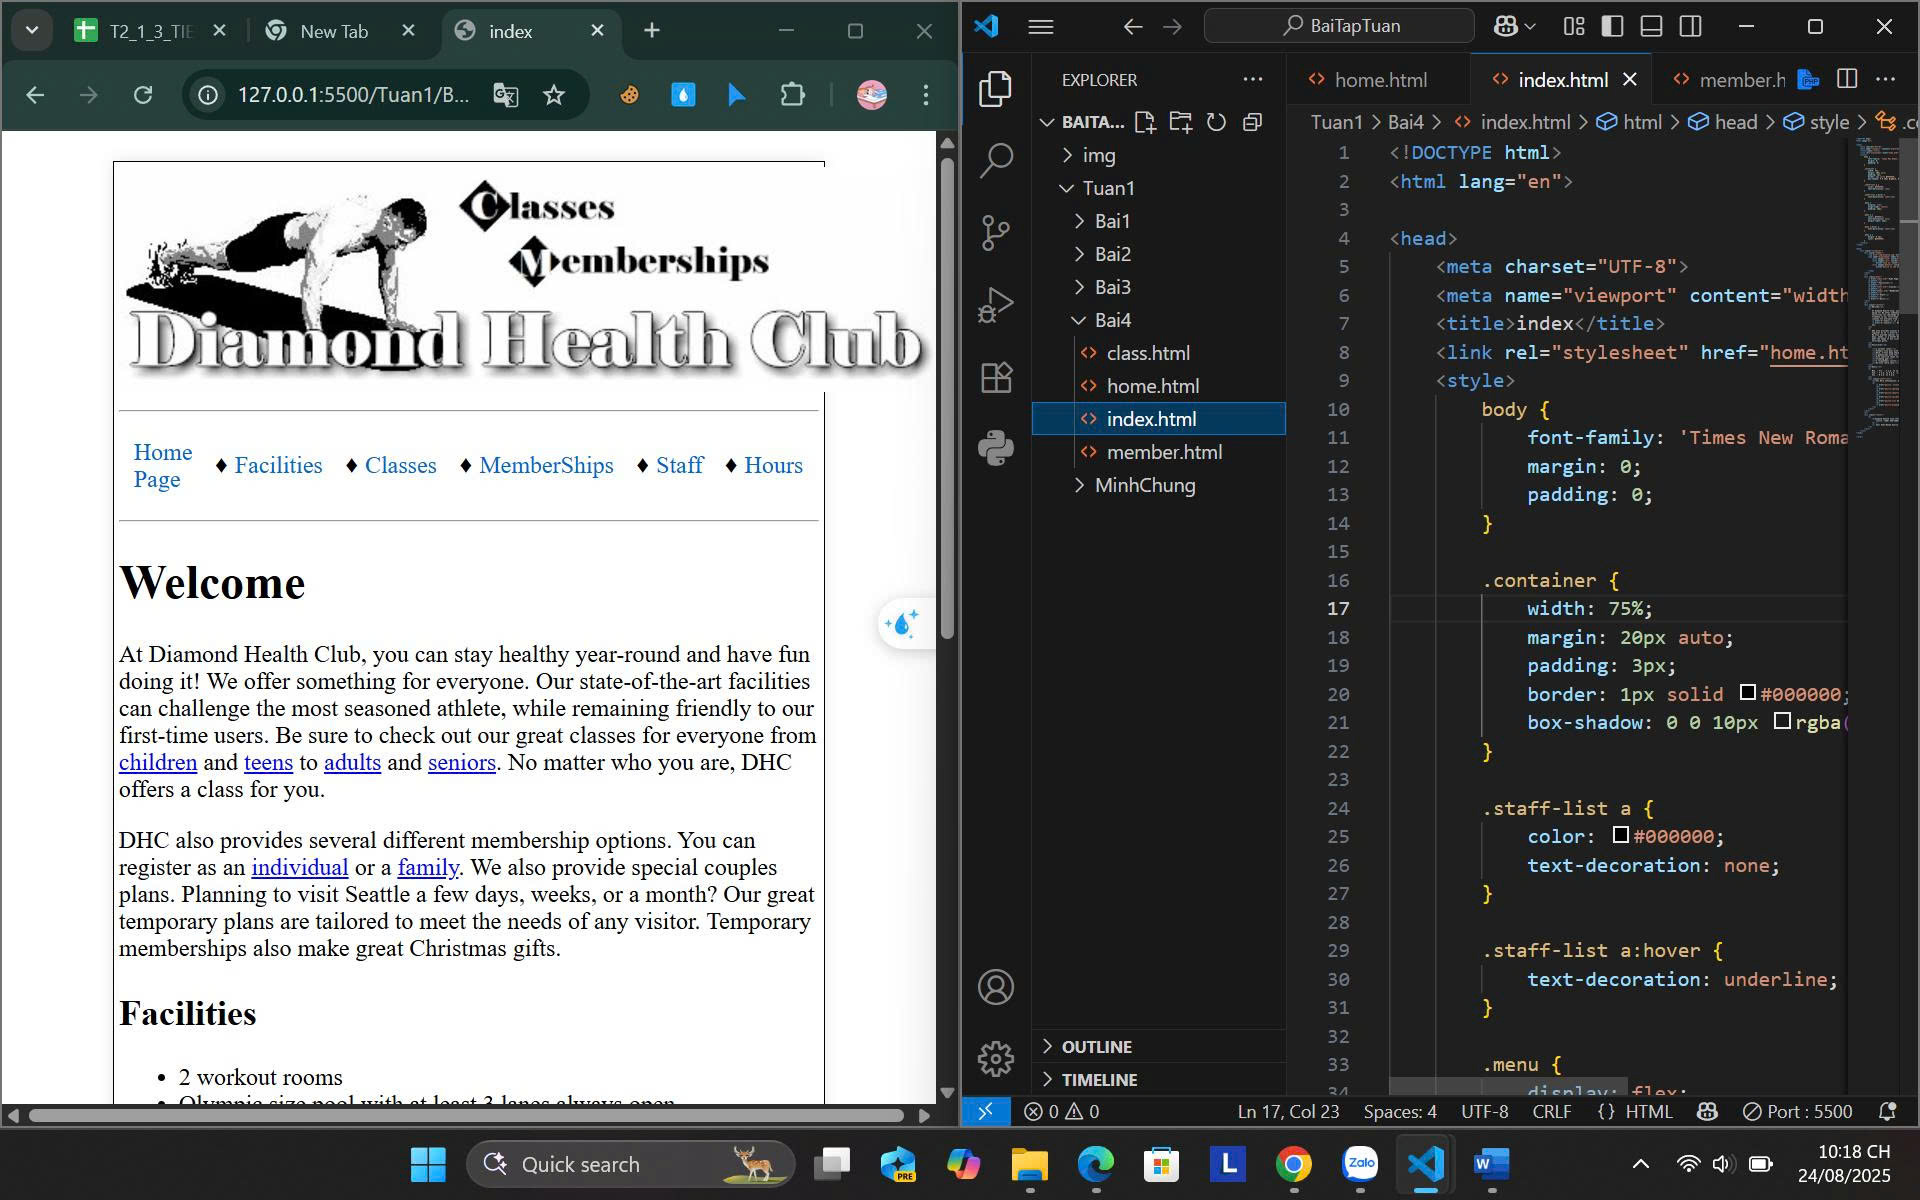 T2_1_3_TIE
New Tab
index
127.0.0.1:5500/Tuan1/B...
Classes
Memberships
Diamond Health Club
Home Page
♦ Facilities
♦ Classes
♦ MemberShips
♦ Staff
♦ Hours
Welcome
At Diamond Health Club, you can stay healthy year-round and have fun
doing it! We offer something for everyone. Our state-of-the-art facilities
can challenge the most seasoned athlete, while remaining friendly to our
first-time users. Be sure to check out our great classes for everyone from
children and teens to adults and seniors. No matter who you are, DHC
offers a class for you.
DHC also provides several different membership options. You can
register as an individual or a family. We also provide special couples
plans. Planning to visit Seattle a few days, weeks, or a month? Our great
temporary plans are tailored to meet the needs of any visitor. Temporary
memberships also make great Christmas gifts.
Facilities
• 2 workout rooms
• Olympic size pool with at least 3 lanes always open
BaiTapTuan
EXPLORER
BAITA...
img
Tuan1
Bai1
Bai2
Bai3
Bai4
class.html
home.html
index.html
member.html
MinhChung
OUTLINE
TIMELINE
home.html
index.html
member.h
Tuan1 > Bai4 > index.html > html > head > style > .c
1 <!DOCTYPE html>
2 <html lang="en">
3
4 <head>
5 <meta charset="UTF-8">
6 <meta name="viewport" content="width
7 <title>index</title>
8 <link rel="stylesheet" href="home.ht
9 <style>
10 body {
11 font-family: 'Times New Roma
12 margin: 0;
13 padding: 0;
14 }
15
16 .container {
17 width: 75%;
18 margin: 20px auto;
19 padding: 3px;
20 border: 1px solid #000000;
21 box-shadow: 0 0 10px rgba(
22 }
23
24 .staff-list a {
25 color: #000000;
26 text-decoration: none;
27 }
28
29 .staff-list a:hover {
30 text-decoration: underline;
31 }
32
33 .menu {
34 display: flex;
0 0
Ln 17, Col 23
Spaces: 4
UTF-8
CRLF
{} HTML
Port : 5500
Quick search
PRE
L
Zalo
W
10:18 CH
24/08/2025